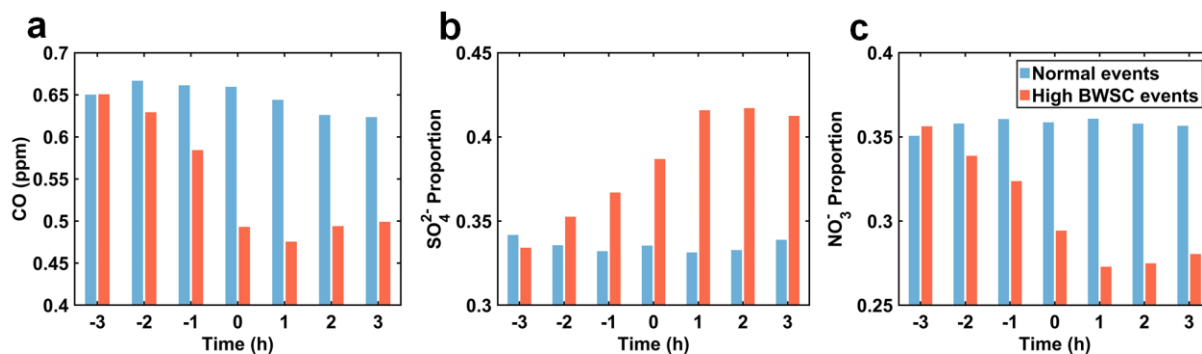 a
0.7
0.65
0.6
0.55
0.5
0.45
0.4
CO (ppm)
-3 -2 -1 0 1 2 3
Time (h)
b
0.45
0.4
0.35
0.3
SO₄²⁻ Proportion
-3 -2 -1 0 1 2 3
Time (h)
c
0.4
0.35
0.3
0.25
NO₃⁻ Proportion
Normal events
High BWSC events
-3 -2 -1 0 1 2 3
Time (h)